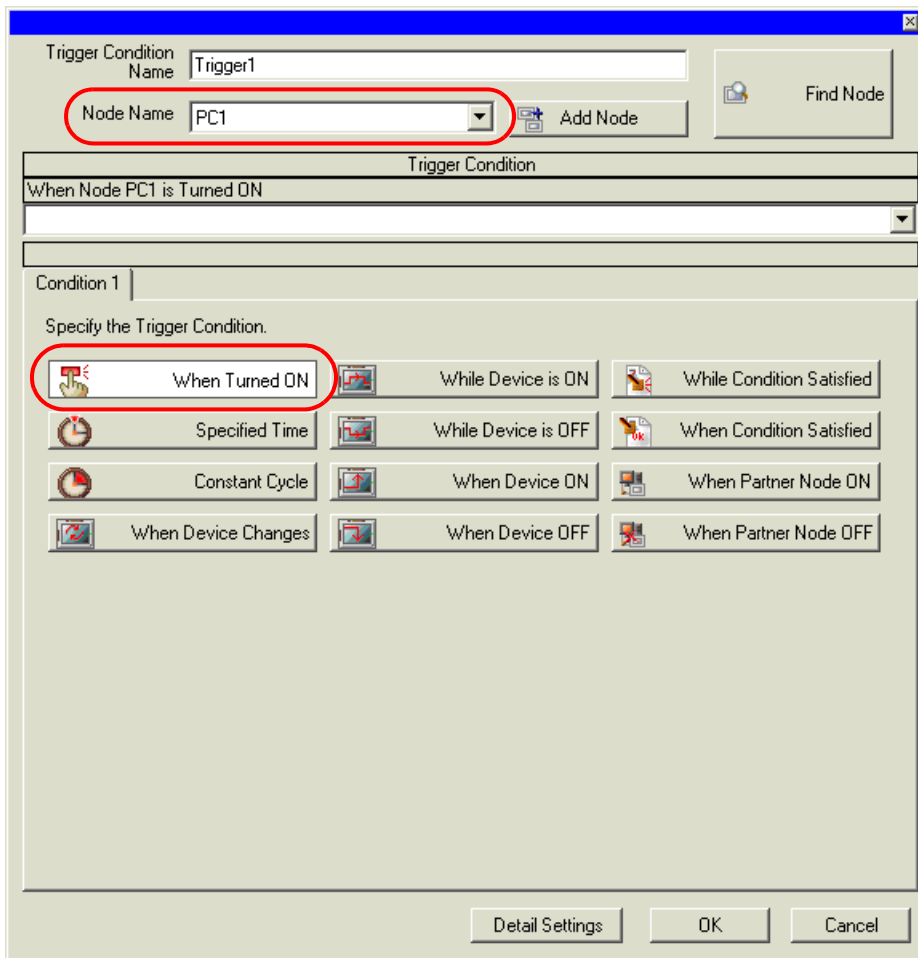 Trigger Condition
Name
Trigger1
Find Node
Node Name
PC1
Add Node
Trigger Condition
When Node PC1 is Turned ON
Condition 1
Specify the Trigger Condition.
When Turned ON
While Device is ON
While Condition Satisfied
Specified Time
While Device is OFF
When Condition Satisfied
Constant Cycle
When Device ON
When Partner Node ON
When Device Changes
When Device OFF
When Partner Node OFF
Detail Settings
OK
Cancel